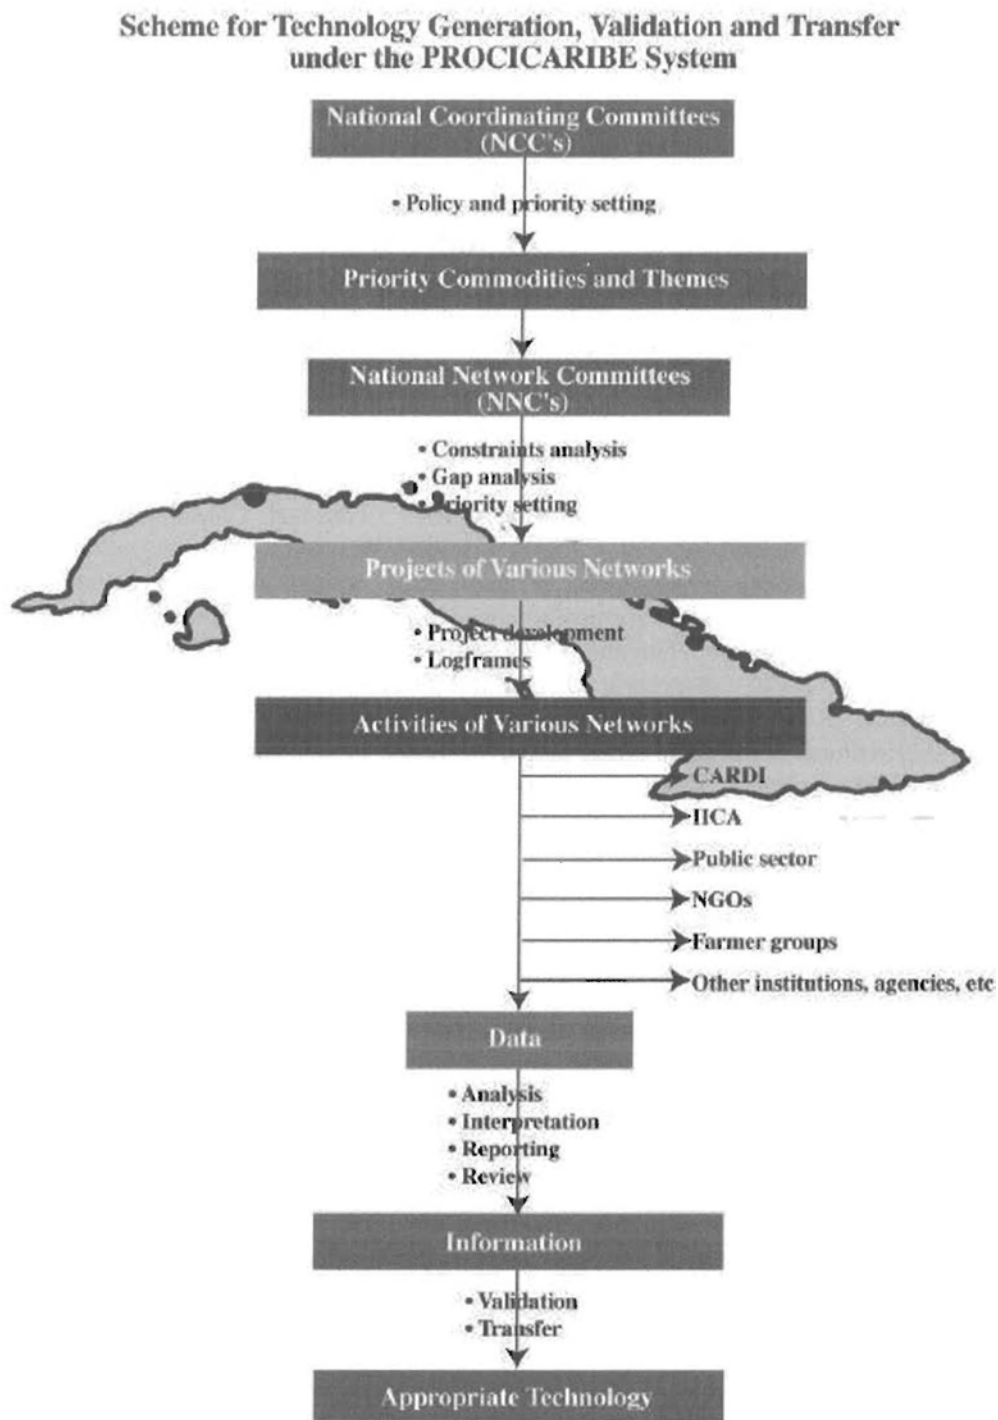 Scheme for Technology Generation, Validation and Transfer
under the PROCICARIBE System
National Coordinating Committees
(NCC's)
• Policy and priority setting
Priority Commodities and Themes
National Network Committees
(NNC's)
• Constraints analysis
• Gap analysis
• Priority setting
Projects of Various Networks
• Project development
• Logframes
Activities of Various Networks
CARDI
IICA
Public sector
NGOs
Farmer groups
Other institutions, agencies, etc
Data
• Analysis
• Interpretation
• Reporting
• Review
Information
• Validation
• Transfer
Appropriate Technology